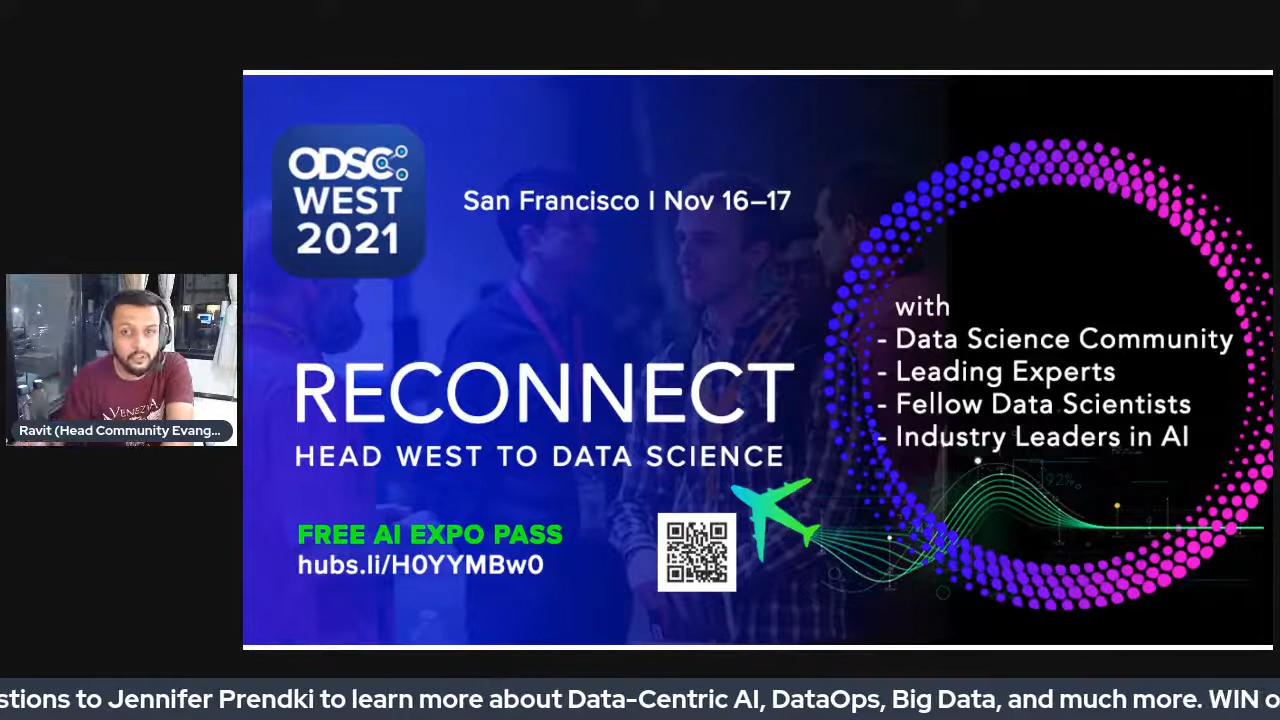 ODSC
WEST
2021
San Francisco | Nov 16–17
with
- Data Science Community
- Leading Experts
- Fellow Data Scientists
- Industry Leaders in AI
RECONNECT
HEAD WEST TO DATA SCIENCE
92%
FREE AI EXPO PASS
hubs.li/H0YYMBw0
VENEZIA
Ravit (Head Community Evang...
stions to Jennifer Prendki to learn more about Data-Centric AI, DataOps, Big Data, and much more. WIN o